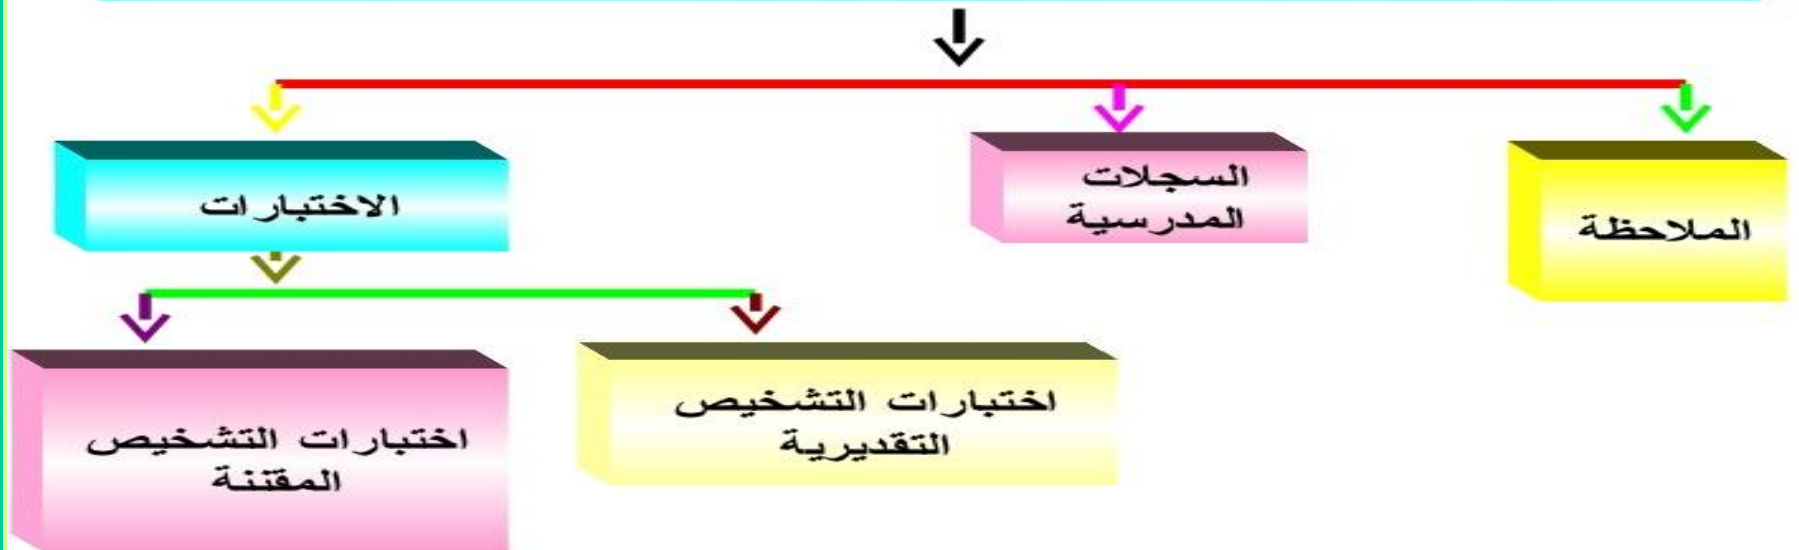 الملاحظة
السجلات
المدرسية
الاختبارات
اختبارات التشخيص
التقديرية
اختبارات التشخيص
المقننة